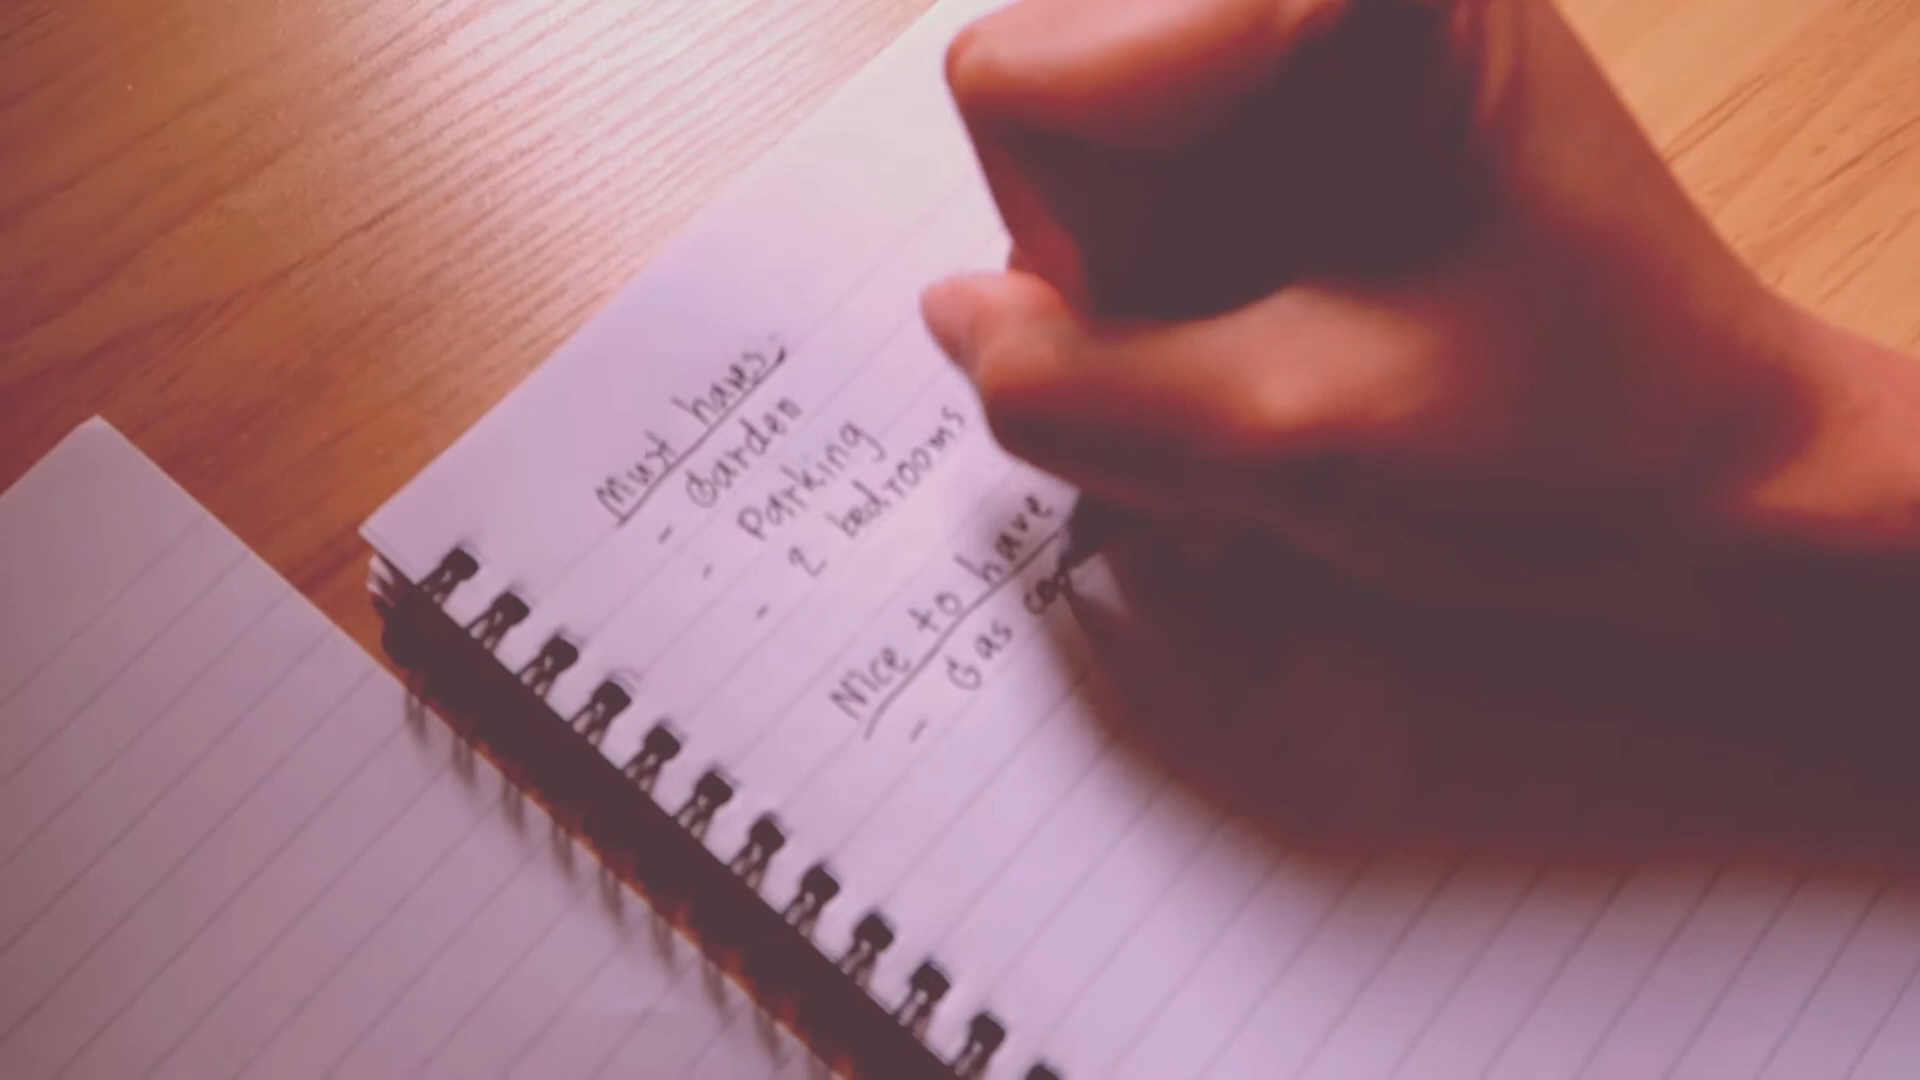 Must haves:
- Garden
- Parking
- 2 bedrooms
Nice to have
- Gas